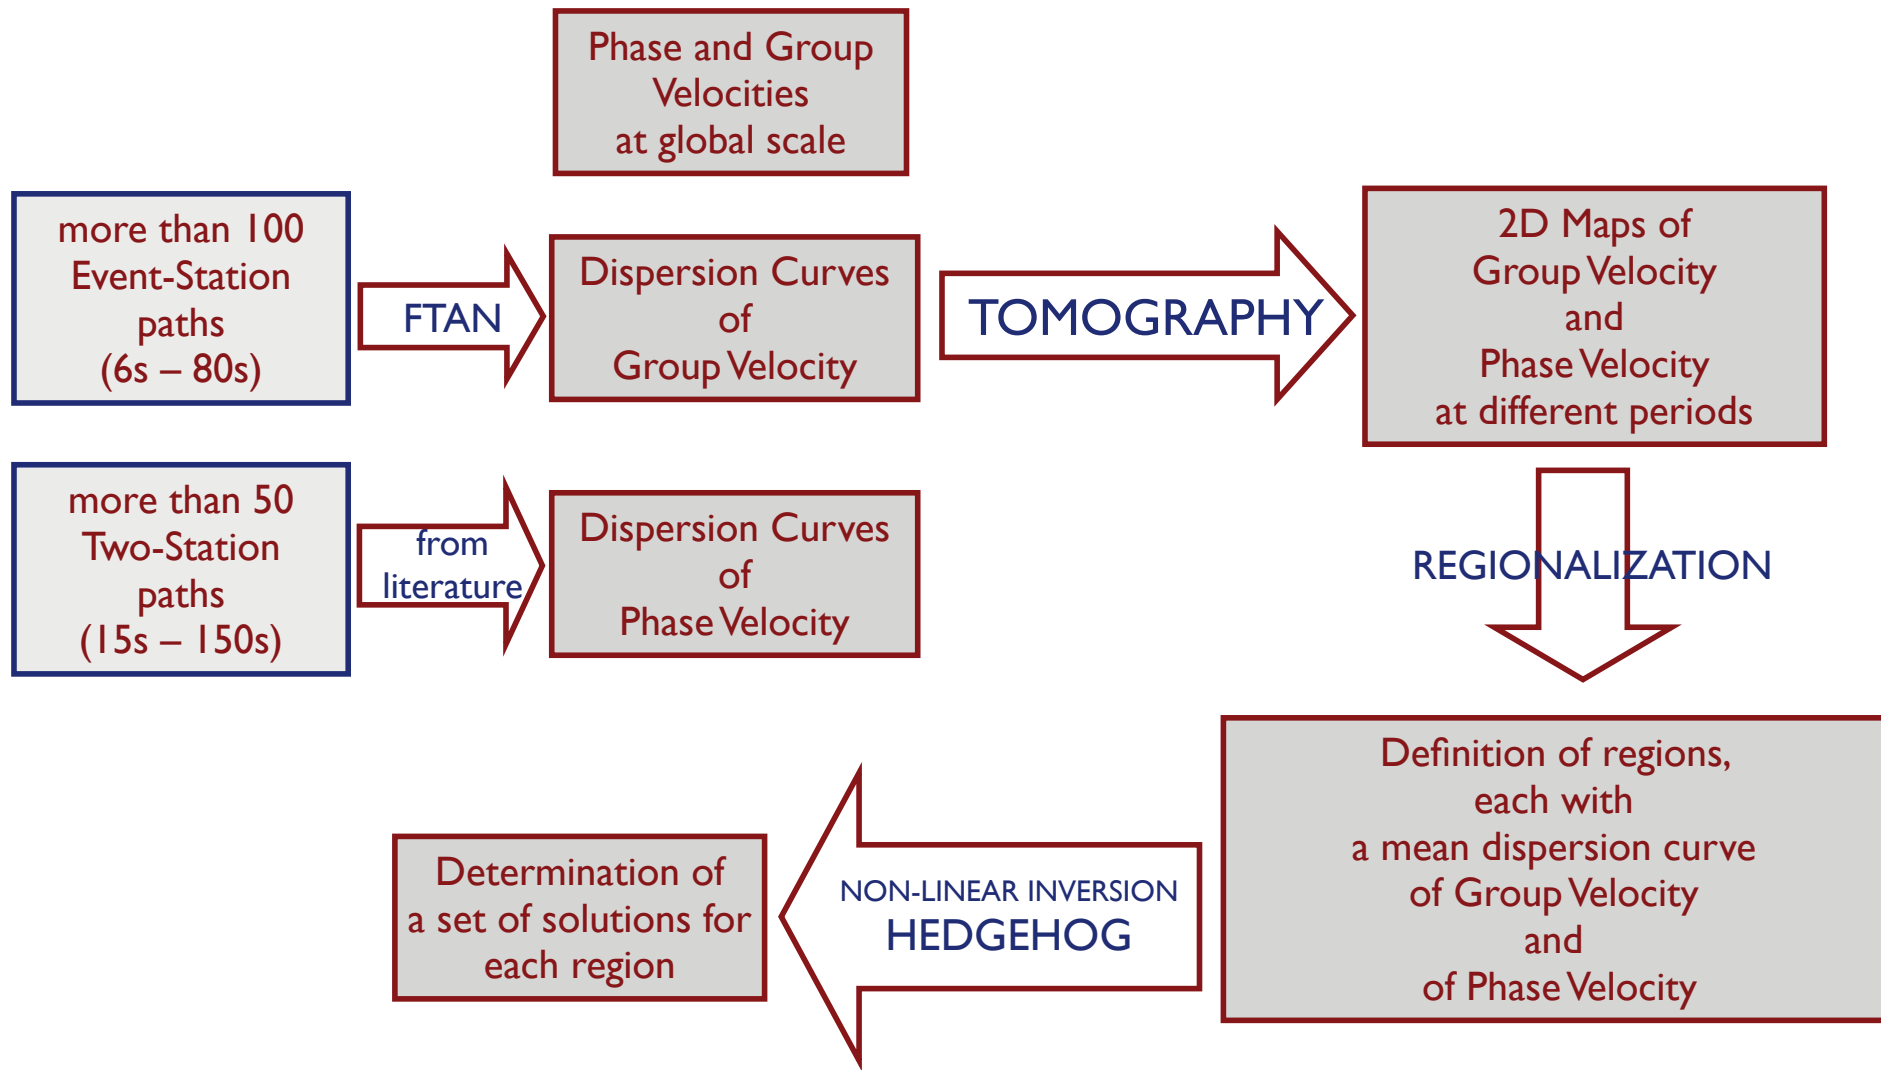 Phase and Group
Velocities
at global scale
more than 100
Event-Station
paths
(6s – 80s)
FTAN
Dispersion Curves
of
Group Velocity
TOMOGRAPHY
2D Maps of
Group Velocity
and
Phase Velocity
at different periods
more than 50
Two-Station
paths
(15s – 150s)
from
literature
Dispersion Curves
of
Phase Velocity
REGIONALIZATION
Definition of regions,
each with
a mean dispersion curve
of Group Velocity
and
of Phase Velocity
NON-LINEAR INVERSION
HEDGEHOG
Determination of
a set of solutions for
each region